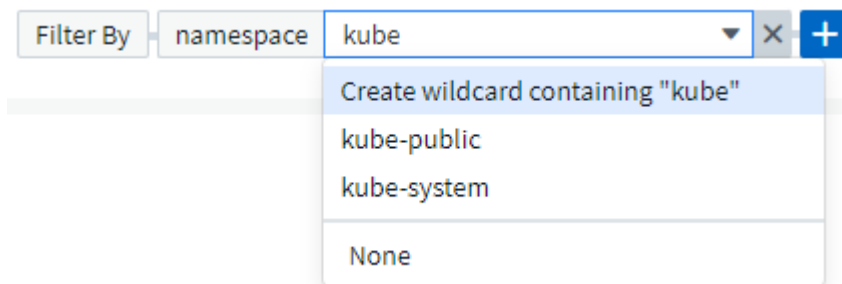 Filter By namespace kube
Create wildcard containing "kube"
kube-public
kube-system
None